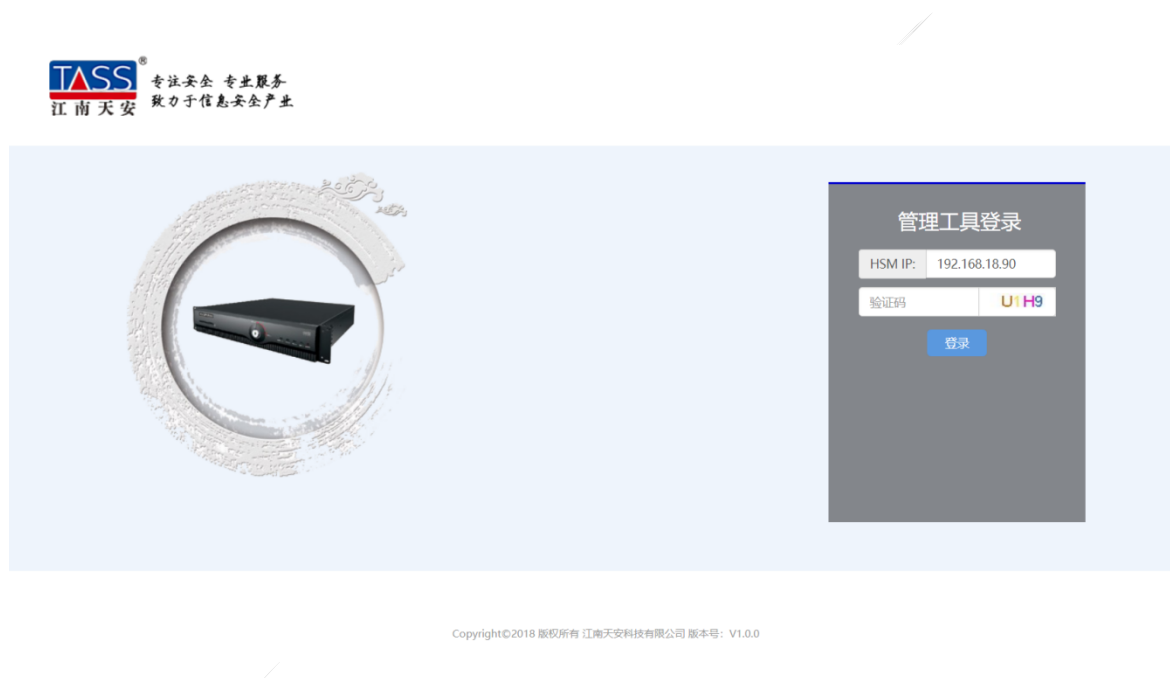 TASS®
江南天安
专注安全 专业服务
致力于信息安全产业
管理工具登录
HSM IP: 192.168.18.90
验证码 U1H9
登录
Copyright©2018 版权所有 江南天安科技有限公司 版本号：V1.0.0